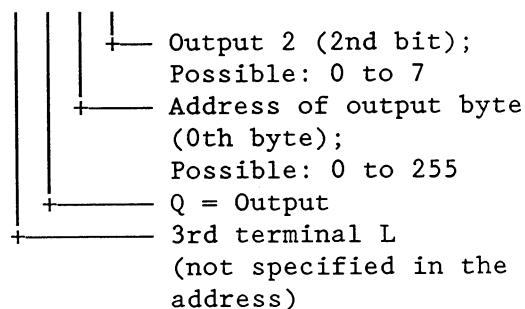 Output 2 (2nd bit);
Possible: 0 to 7
Address of output byte
(0th byte);
Possible: 0 to 255
Q = Output
3rd terminal L
(not specified in the
address)